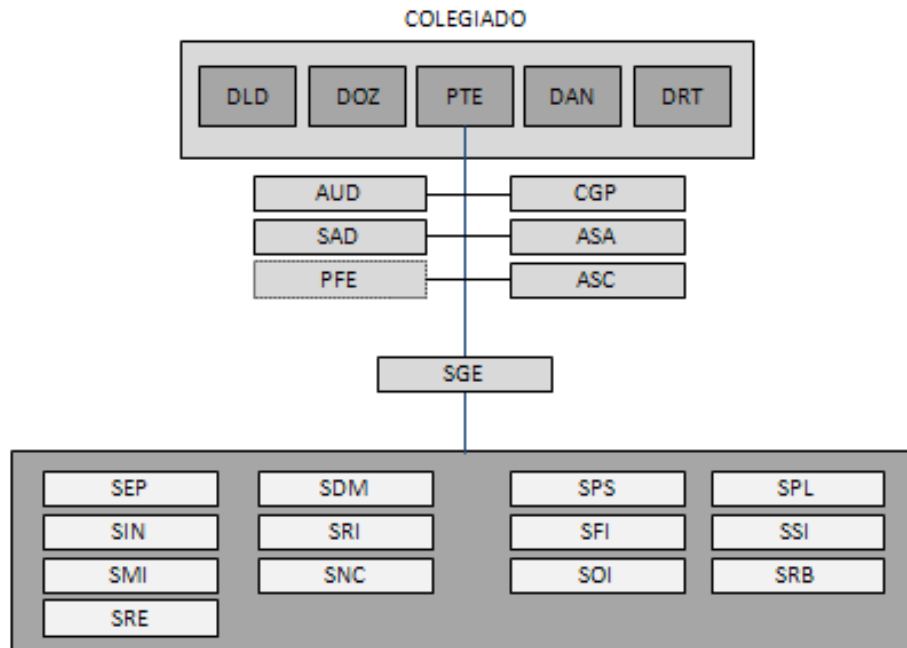 COLEGIADO
DLD DOZ PTE DAN DRT
AUD CGP
SAD ASA
PFE ASC
SGE
SEP SDM SPS SPL
SIN SRI SFI SSI
SMI SNC SOI SRB
SRE